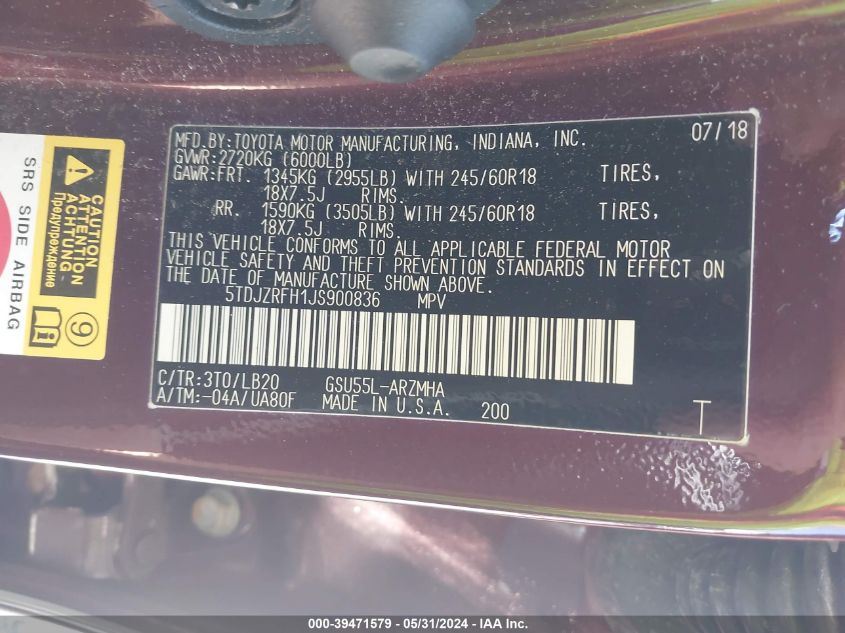 MFD.BY:TOYOTA MOTOR MANUFACTURING, INDIANA, INC. 07/18
GVWR:2720KG (6000LB)
GAWR:FRT. 1345KG (2955LB) WITH 245/60R18 TIRES,
18X7.5J RIMS.
RR. 1590KG (3505LB) WITH 245/60R18 TIRES,
18X7.5J RIMS.
THIS VEHICLE CONFORMS TO ALL APPLICABLE FEDERAL MOTOR
VEHICLE SAFETY AND THEFT PREVENTION STANDARDS IN EFFECT ON
THE DATE OF MANUFACTURE SHOWN ABOVE.
5TDJZRFH1JS900836 MPV
C/TR:3T0/LB20 GSU55L-ARZMHA
A/TM:-04A/UA80F MADE IN U.S.A. 200
T
SRS SIDE AIRBAG
CAUTION
ATTENTION
ACHTUNG
Предупреждение
9
000-39471579 - 05/31/2024 - IAA Inc.